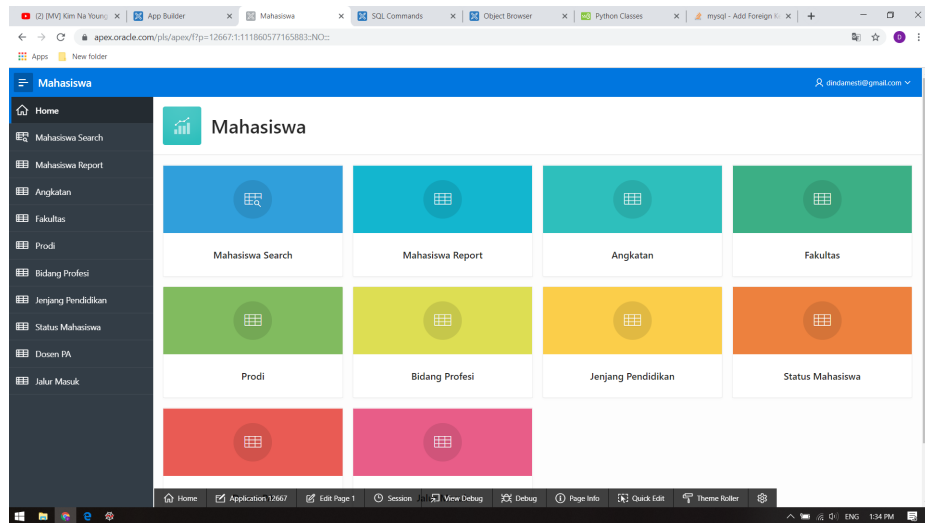 (2) [MV] Kim Na Young
App Builder
Mahasiswa
SQL Commands
Object Browser
Python Classes
mysql - Add Foreign K
apex.oracle.com/pls/apex/f?p=12667:1:111860577165883::NO:::
Apps
New folder
Mahasiswa
dindamesti@gmail.com
Home
Mahasiswa Search
Mahasiswa Report
Angkatan
Fakultas
Prodi
Bidang Profesi
Jenjang Pendidikan
Status Mahasiswa
Dosen PA
Jalur Masuk
Mahasiswa
Mahasiswa Search
Mahasiswa Report
Angkatan
Fakultas
Prodi
Bidang Profesi
Jenjang Pendidikan
Status Mahasiswa
Home
Application 12667
Edit Page 1
Session
View Debug
Debug
Page Info
Quick Edit
Theme Roller
ENG
1:34 PM